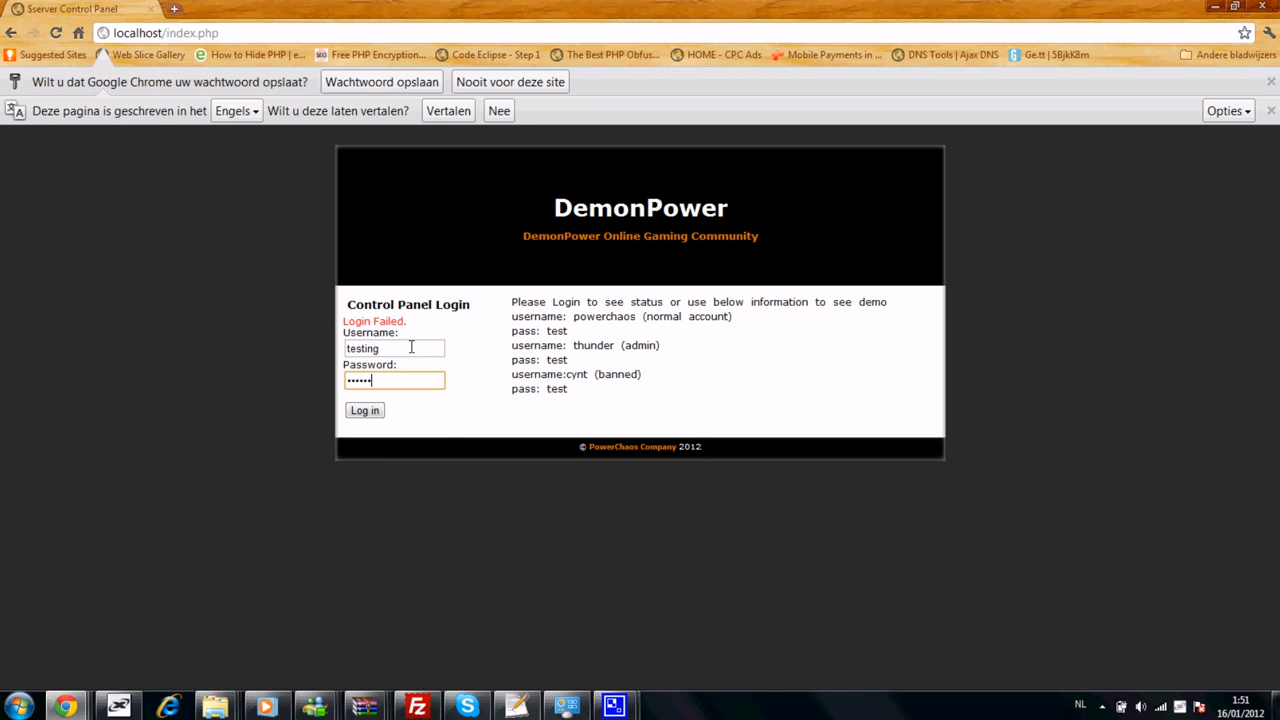 $server Control Panel
localhost/index.php
Suggested Sites Web Slice Gallery How to Hide PHP | e... Free PHP Encryption... Code Eclipse - Step 1 The Best PHP Obfus... HOME - CPC Ads Mobile Payments in ... DNS Tools | Ajax DNS Ge.tt | 5BjkK8m Andere bladwijzers
Wilt u dat Google Chrome uw wachtwoord opslaat? Wachtwoord opslaan Nooit voor deze site
Deze pagina is geschreven in het Engels Wilt u deze laten vertalen? Vertalen Nee Opties
DemonPower
DemonPower Online Gaming Community
Control Panel Login
Login Failed.
Username:
testing
Password:
••••••
Log in
Please Login to see status or use below information to see demo
username: powerchaos (normal account)
pass: test
username: thunder (admin)
pass: test
username:cynt (banned)
pass: test
© PowerChaos Company 2012
NL 1:51
16/01/2012